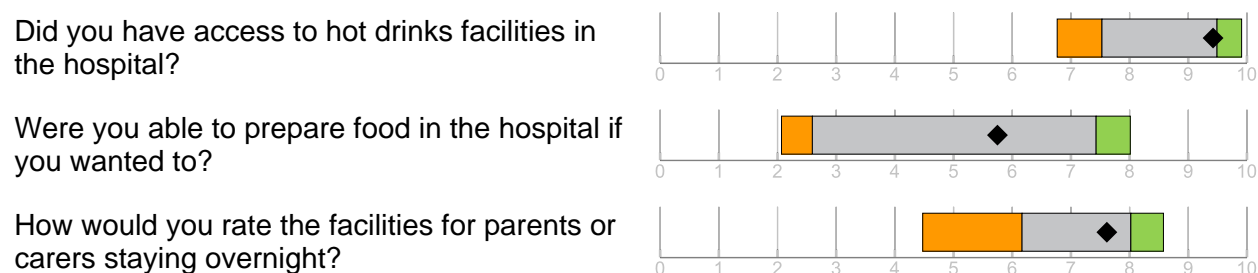 Did you have access to hot drinks facilities in
the hospital?
0 1 2 3 4 5 6 7 8 9 10
Were you able to prepare food in the hospital if
you wanted to?
0 1 2 3 4 5 6 7 8 9 10
How would you rate the facilities for parents or
carers staying overnight?
0 1 2 3 4 5 6 7 8 9 10